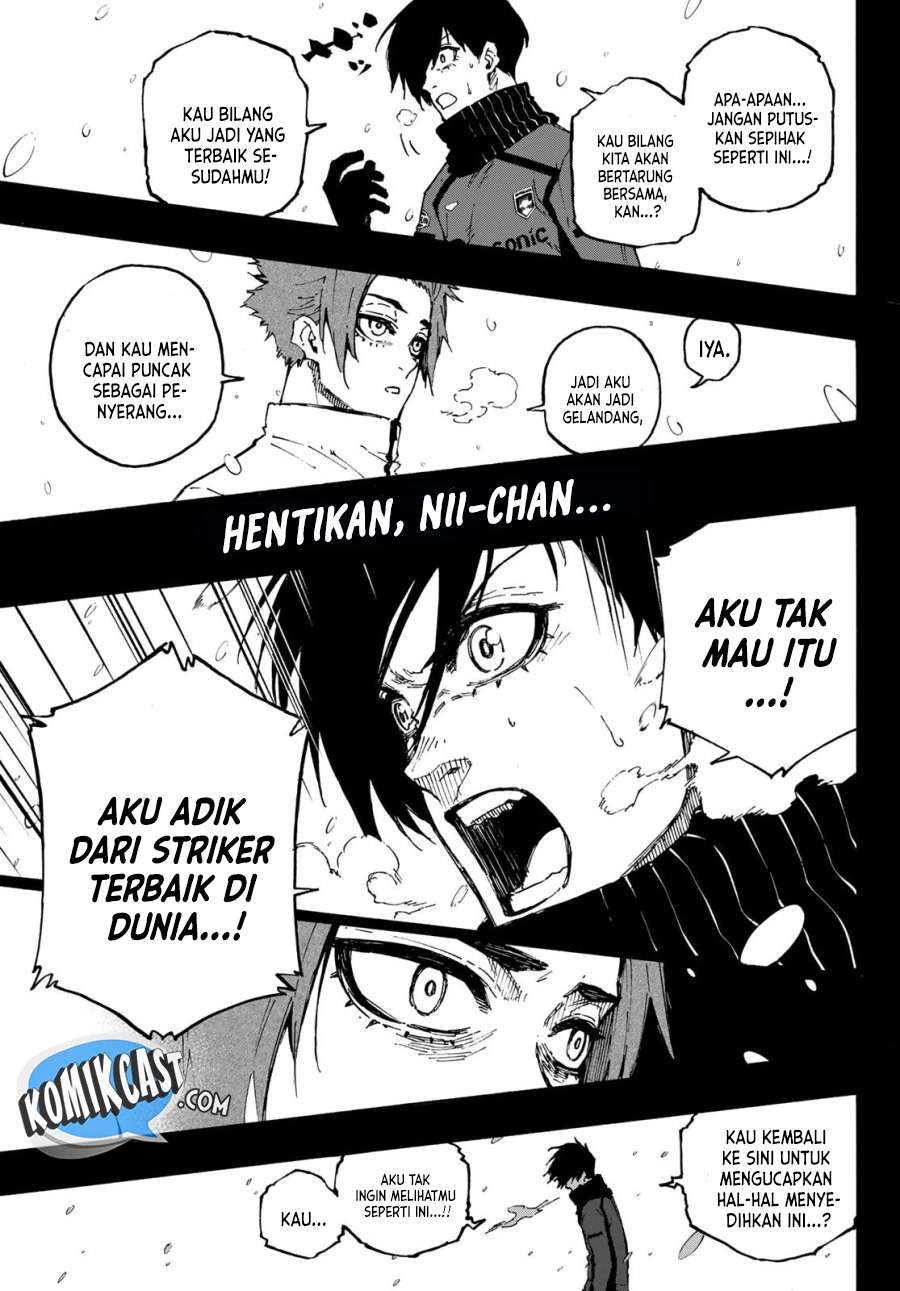 APA-APAAN...
JANGAN PUTUS-
KAN SEPIHAK
SEPERTI INI...!
KAU BILANG
KITA AKAN
BERTARUNG
BERSAMA,
KAN...?
KAU BILANG
AKU JADI YANG
TERBAIK SE-
SUDAHMU!
sonic
IYA.
JADI AKU
AKAN JADI
GELANDANG,
DAN KAU MEN-
CAPAI PUNCAK
SEBAGAI PE-
NYERANG...
HENTIKAN, NII-CHAN...
AKU TAK
MAU ITU
...!
AKU ADIK
DARI STRIKER
TERBAIK DI
DUNIA...!
KOMIKCAST
.COM
KAU KEMBALI
KE SINI UNTUK
MENGUCAPKAN
HAL-HAL MENYE-
DIHKAN INI...?
AKU TAK
INGIN MELIHATMU
SEPERTI INI...!!
KAU...